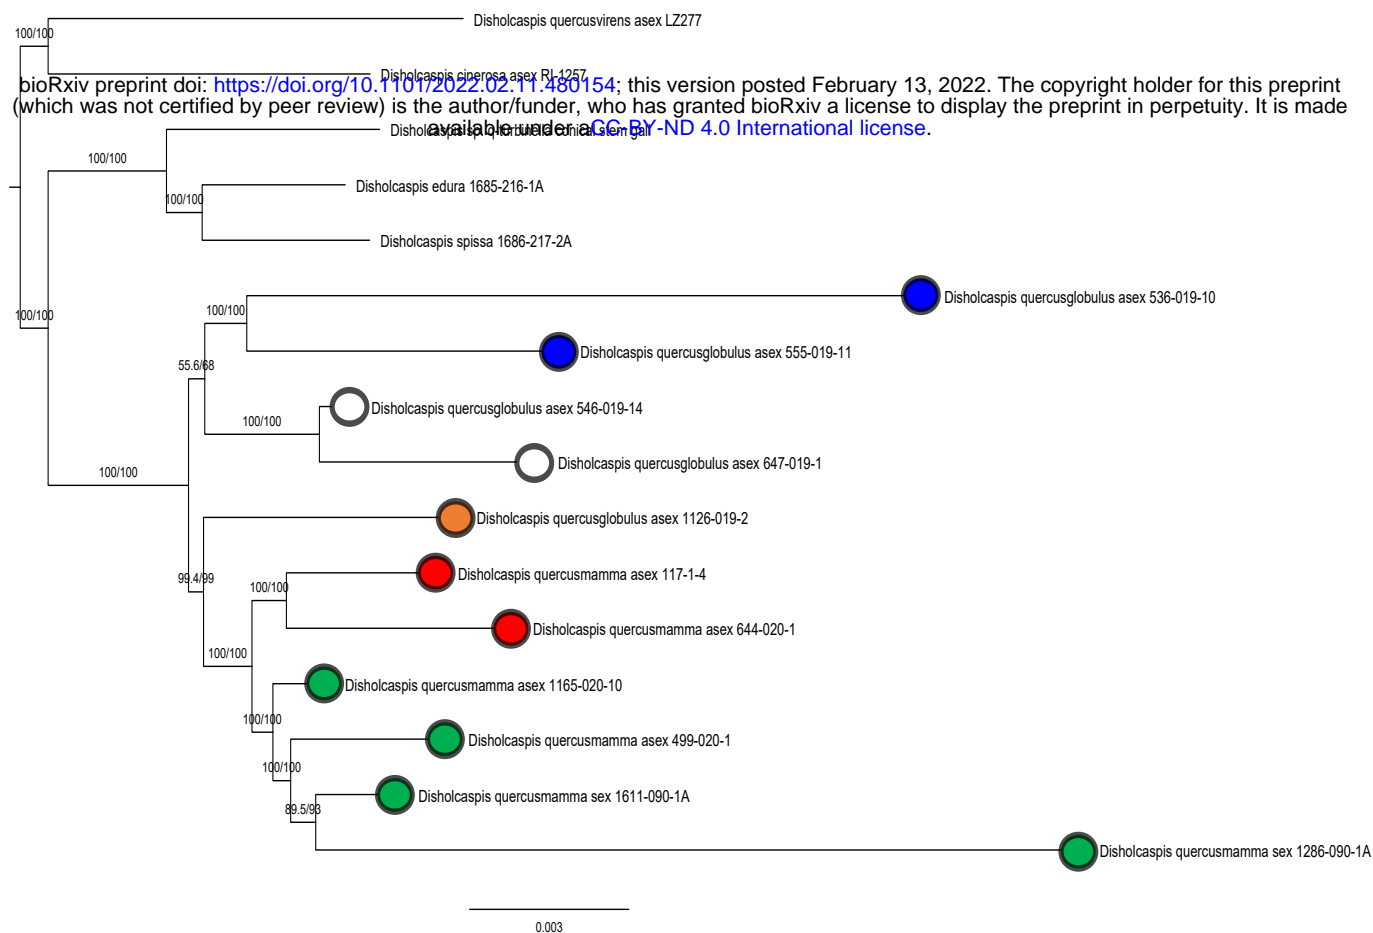 Disholcaspis quercusvirens asex LZ277
100/100
Disholcaspis cinerosa asex RI-1257
bioRxiv preprint doi: https://doi.org/10.1101/2022.02.11.480154; this version posted February 13, 2022. The copyright holder for this preprint
(which was not certified by peer review) is the author/funder, who has granted bioRxiv a license to display the preprint in perpetuity. It is made
available under aCC-BY-ND 4.0 International license.
Disholcaspis sp. q-turbinella conical stem gall
100/100
100/100
Disholcaspis edura 1685-216-1A
Disholcaspis spissa 1686-217-2A
100/100
100/100
Disholcaspis quercusglobulus asex 536-019-10
Disholcaspis quercusglobulus asex 555-019-11
55.6/68
Disholcaspis quercusglobulus asex 546-019-14
100/100
Disholcaspis quercusglobulus asex 647-019-1
100/100
Disholcaspis quercusglobulus asex 1126-019-2
99.4/99
Disholcaspis quercusmamma asex 117-1-4
100/100
Disholcaspis quercusmamma asex 644-020-1
100/100
Disholcaspis quercusmamma asex 1165-020-10
100/100
Disholcaspis quercusmamma asex 499-020-1
100/100
Disholcaspis quercusmamma sex 1611-090-1A
89.5/93
Disholcaspis quercusmamma sex 1286-090-1A
0.003